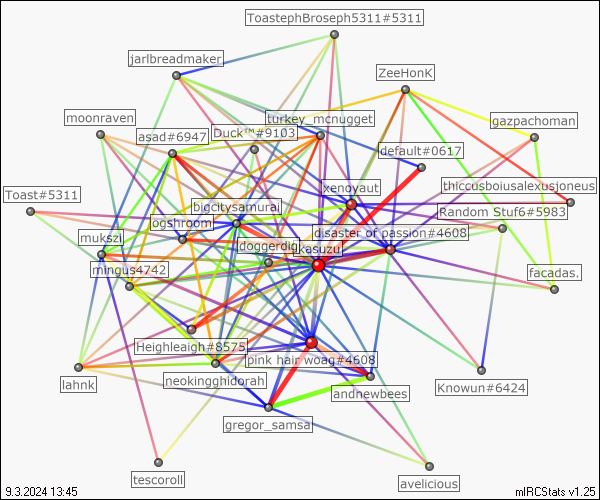 ToastephBroseph5311#5311
jarlbreadmaker
ZeeHonK
moonraven
turkey_mcnugget
gazpachoman
asad#6947
Duck™#9103
default#0617
xenoyaut
thiccusboiusalexusjoneus
Toast#5311
bigcitysamurai
Random Stuf6#5983
ogshroom
disaster of passion#4608
mukszi
doggerdig
kasuzu
mingus4742
facadas.
Heighleigh#8575
pink hair woag#4608
lahnk
neokingghidorah
Knowun#6424
andhewbees
gregor_samsa
tescoroll
avelicious
9.3.2024 13:45
mIRCStats v1.25